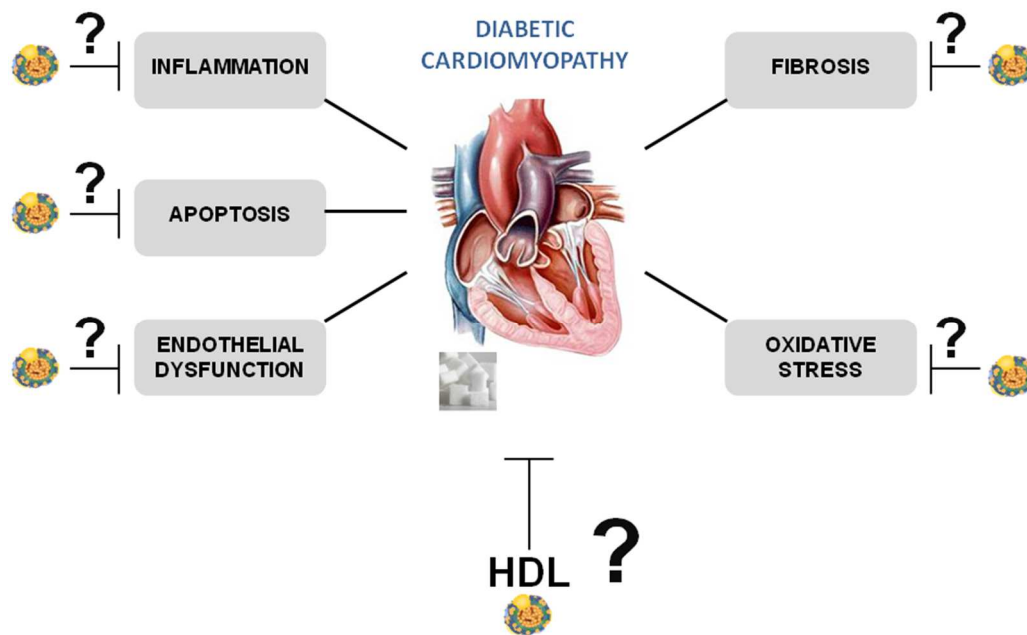 DIABETIC
CARDIOMYOPATHY
?
INFLAMMATION
?
APOPTOSIS
?
ENDOTHELIAL
DYSFUNCTION
?
FIBROSIS
?
OXIDATIVE
STRESS
HDL ?